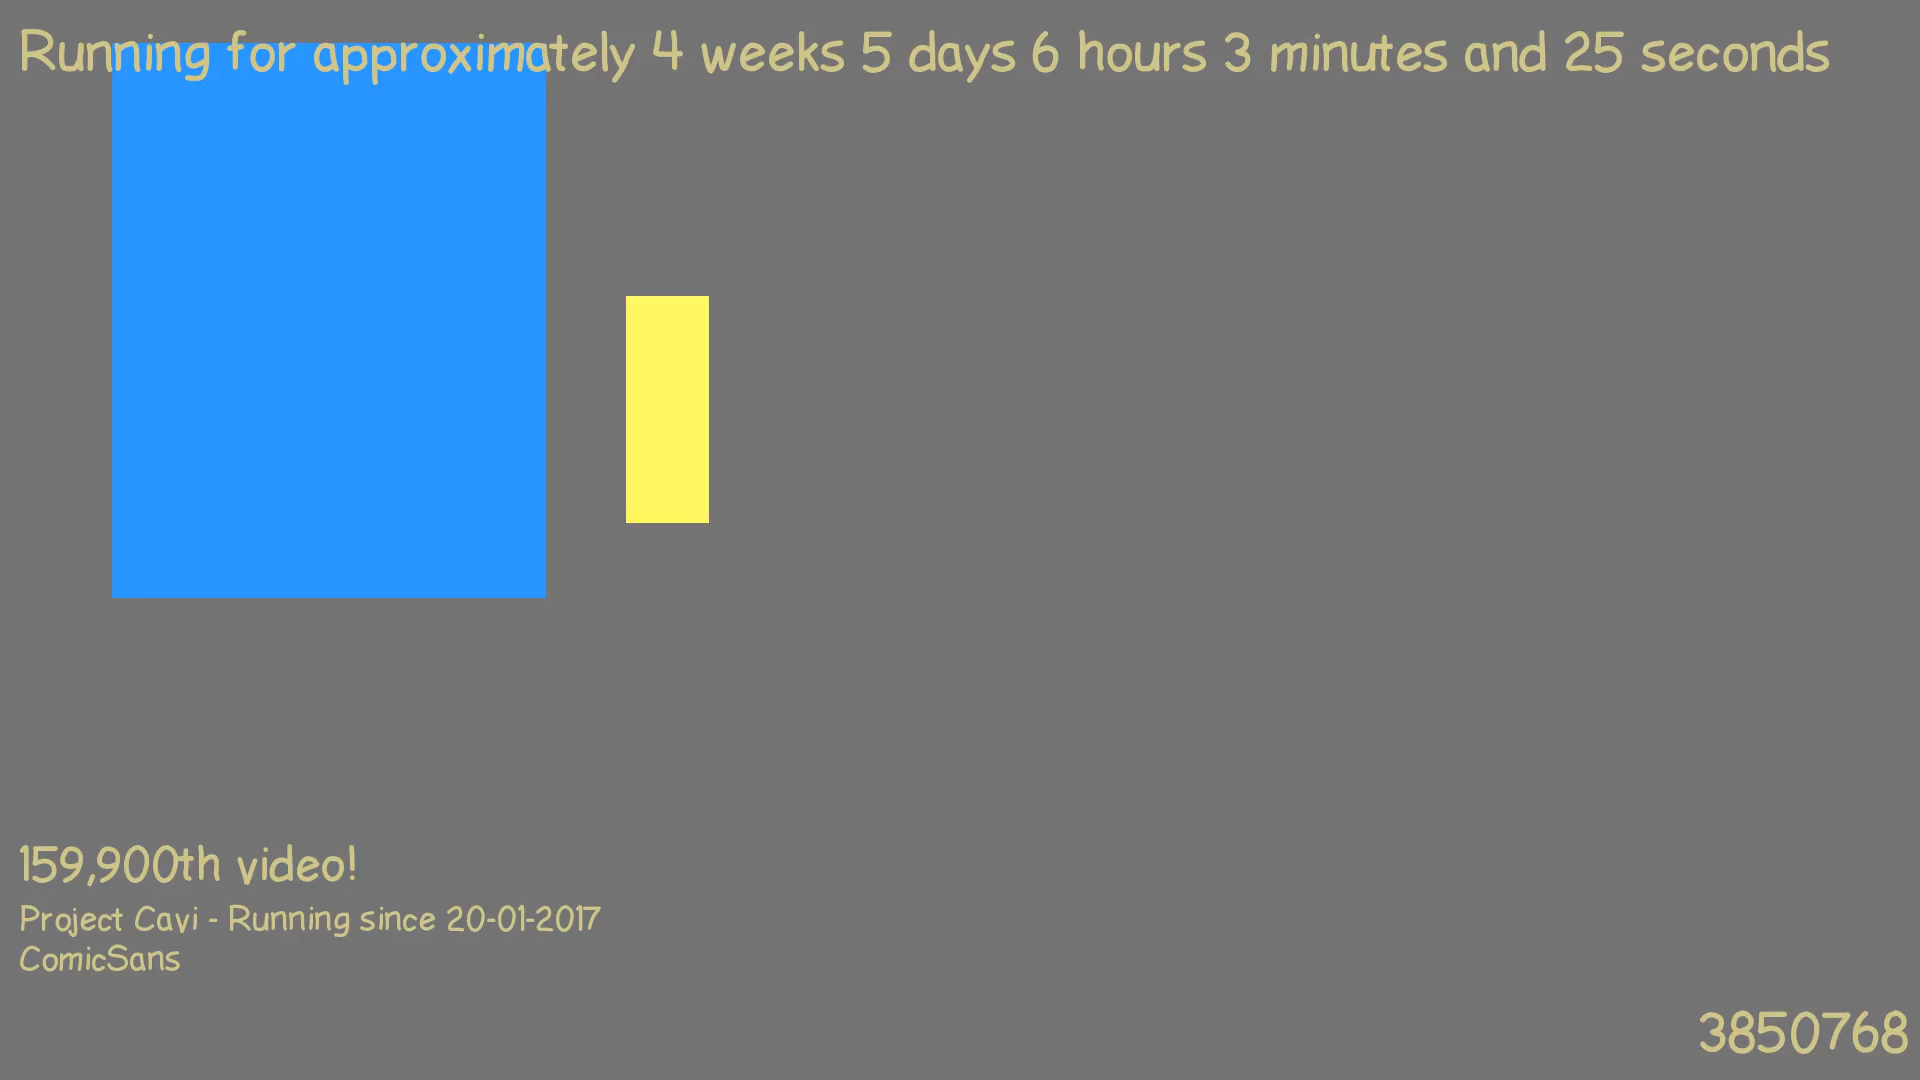 Running for approximately 4 weeks 5 days 6 hours 3 minutes and 25 seconds
159,900th video!
Project Cavi - Running since 20-01-2017
ComicSans
3850768